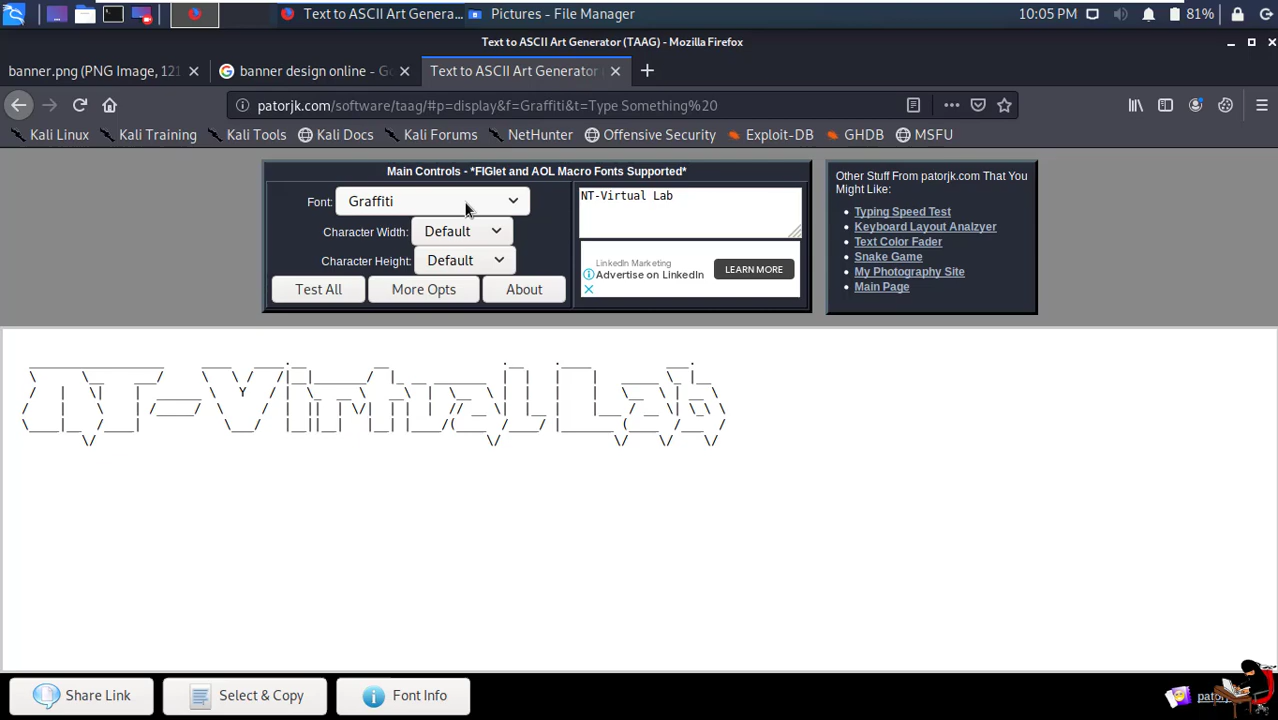 Text to ASCII Art Genera...
Pictures - File Manager
10:05 PM
81%
Text to ASCII Art Generator (TAAG) - Mozilla Firefox
banner.png (PNG Image, 121
banner design online - G
Text to ASCII Art Generator
patorjk.com/software/taag/#p=display&f=Graffiti&t=Type Something%20
Kali Linux
Kali Training
Kali Tools
Kali Docs
Kali Forums
NetHunter
Offensive Security
Exploit-DB
GHDB
MSFU
Main Controls - *FIGlet and AOL Macro Fonts Supported*
Font: Graffiti
Character Width: Default
Character Height: Default
Test All
More Opts
About
NT-Virtual Lab
LinkedIn Marketing
Advertise on LinkedIn
LEARN MORE
Other Stuff From patorjk.com That You
Might Like:
Typing Speed Test
Keyboard Layout Analyzer
Text Color Fader
Snake Game
My Photography Site
Main Page
NT-Virtual Lab
Share Link
Select & Copy
Font Info